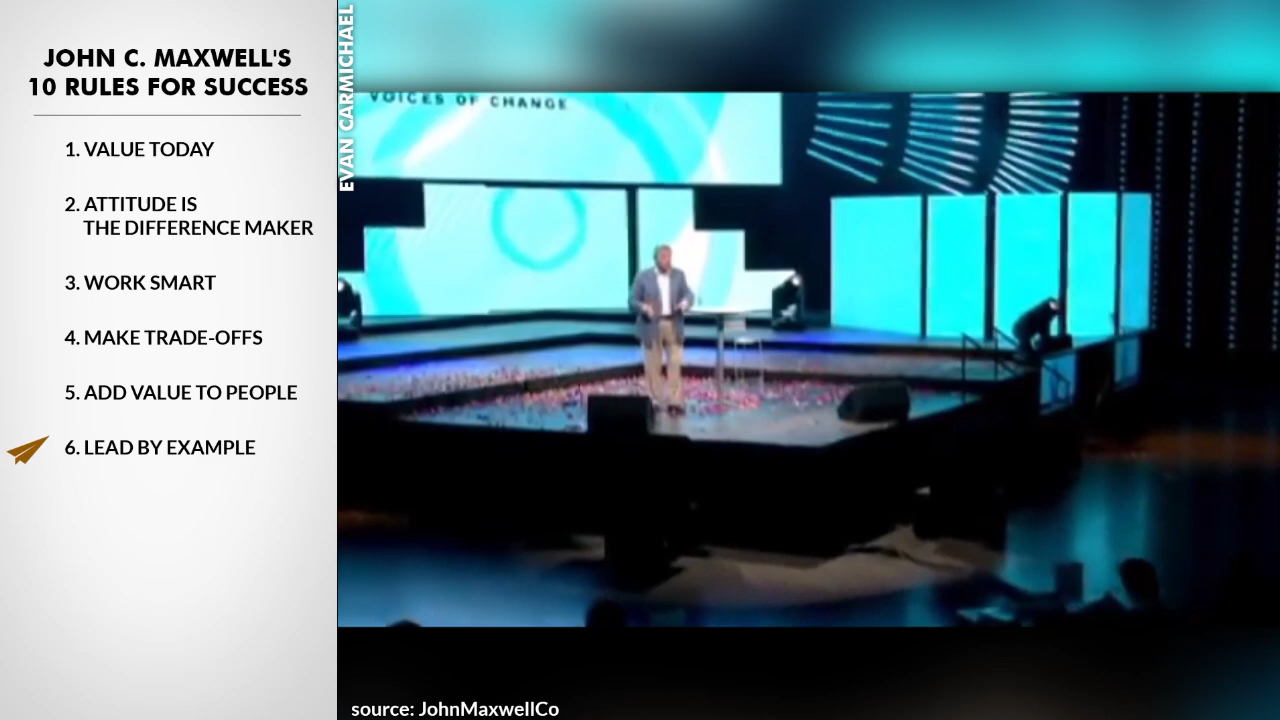 JOHN C. MAXWELL'S
10 RULES FOR SUCCESS
1. VALUE TODAY
2. ATTITUDE IS
THE DIFFERENCE MAKER
3. WORK SMART
4. MAKE TRADE-OFFS
5. ADD VALUE TO PEOPLE
6. LEAD BY EXAMPLE
EVAN CARMICHAEL
VOICES OF CHANGE
source: JohnMaxwellCo